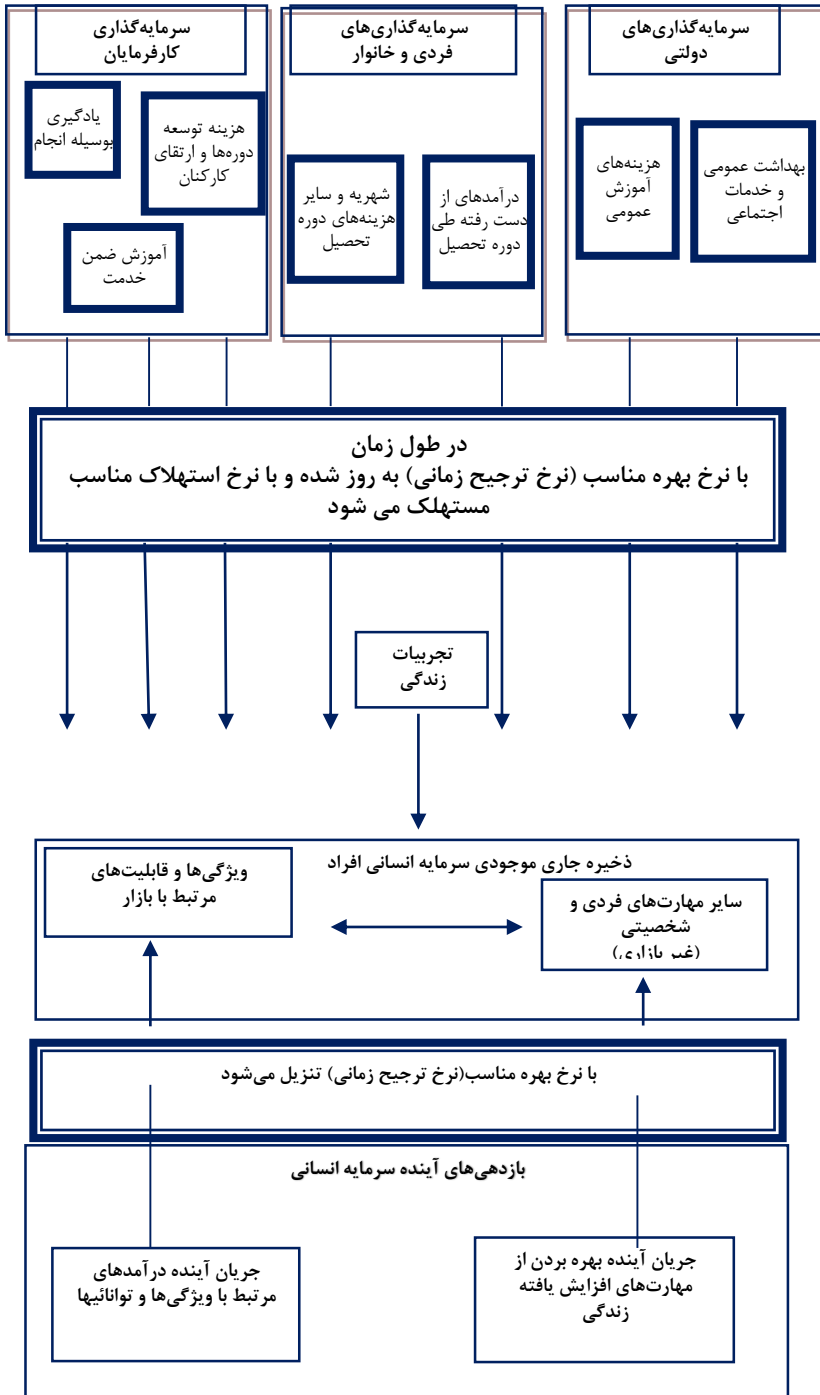 سرمایه‌گذاری‌های
دولتی
بهداشت عمومی
و خدمات
اجتماعی
هزینه‌های
آموزش
عمومی
سرمایه‌گذاری‌های
فردی و خانوار
درآمدهای از
دست رفته طی
دوره تحصیل
شهریه و سایر
هزینه‌های دوره
تحصیل
سرمایه‌گذاری
کارفرمایان
هزینه توسعه
دوره‌ها و ارتقای
کارکنان
یادگیری
بوسیله انجام
آموزش ضمن
خدمت
در طول زمان
با نرخ بهره مناسب (نرخ ترجیح زمانی) به روز شده و با نرخ استهلاک مناسب
مستهلک می شود
تجربیات
زندگی
ذخیره جاری موجودی سرمایه انسانی افراد
سایر مهارت‌های فردی و
شخصیتی
(غیر بازاری)
ویژگی‌ها و قابلیت‌های
مرتبط با بازار
با نرخ بهره مناسب(نرخ ترجیح زمانی) تنزیل می‌شود
بازدهی‌های آینده سرمایه انسانی
جریان آینده بهره بردن از
مهارت‌های افزایش یافته
زندگی
جریان آینده درآمدهای
مرتبط با ویژگی‌ها و توانائیها